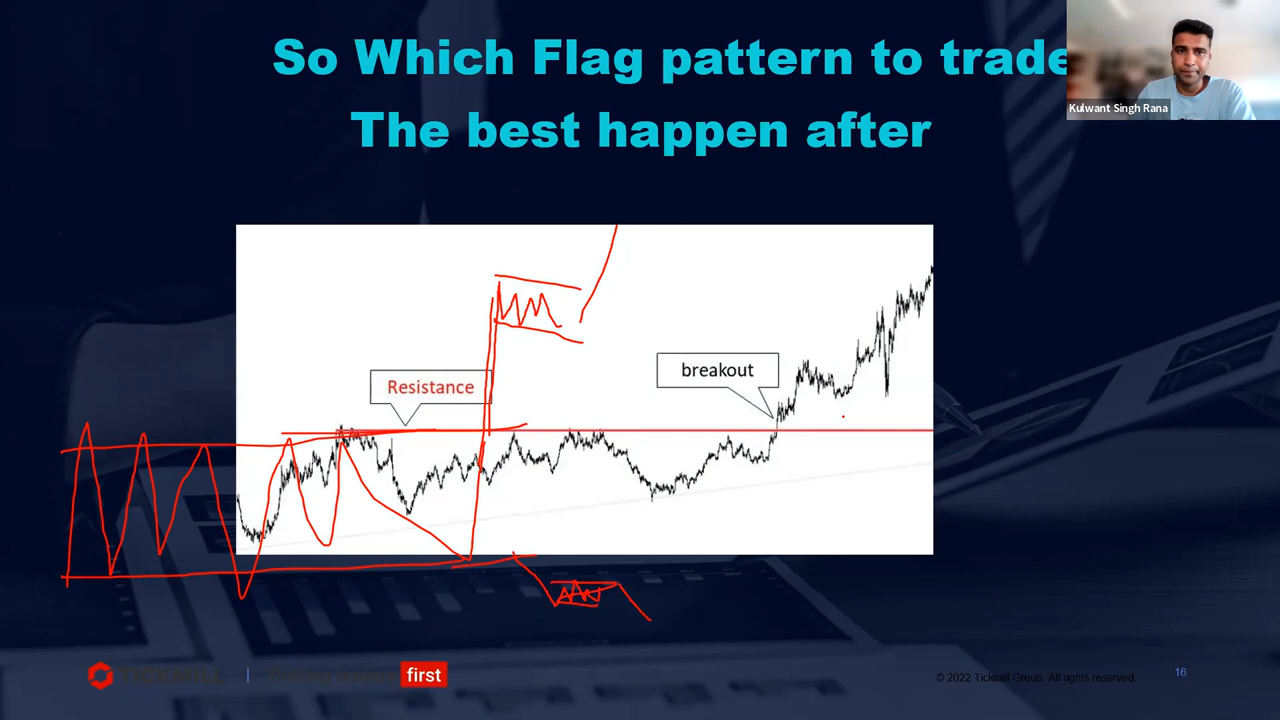 So Which Flag pattern to trade
The best happen after
Kulwant Singh Rana
Resistance
breakout
TICKMILL
first
© 2022 Tickmill Group. All rights reserved.
16